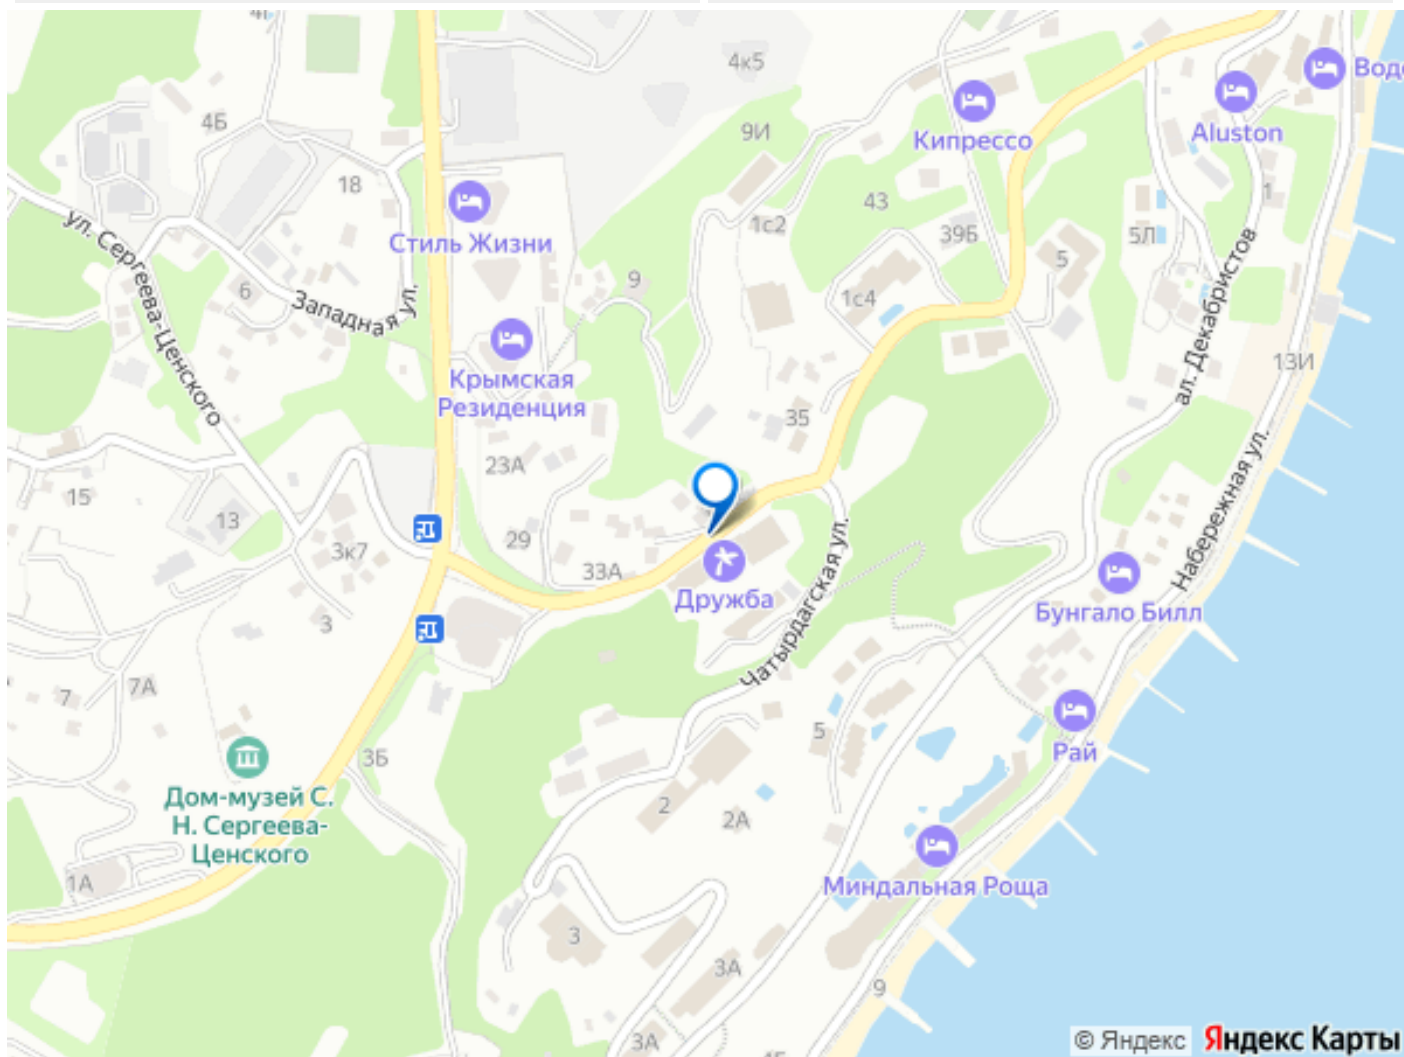 4к5
4Б
9И
Кипрессо
Aluston
18
Стиль Жизни
1с2
43
39Б
5
5Л
1
ул. Сергеева-Ценского
6
Западная ул.
9
1с4
ал. Декабристов
13И
Крымская
Резиденция
35
23А
15
13
29
3к7
33А
Дружба
Чатырдагская ул.
Набережная ул.
Бунгало Билл
3
7
7А
3Б
5
Рай
Дом-музей С.
Н. Сергеева-
Ценского
2
2А
1А
Миндальная Роща
3
3А
9
3А
© Яндекс Яндекс Карты